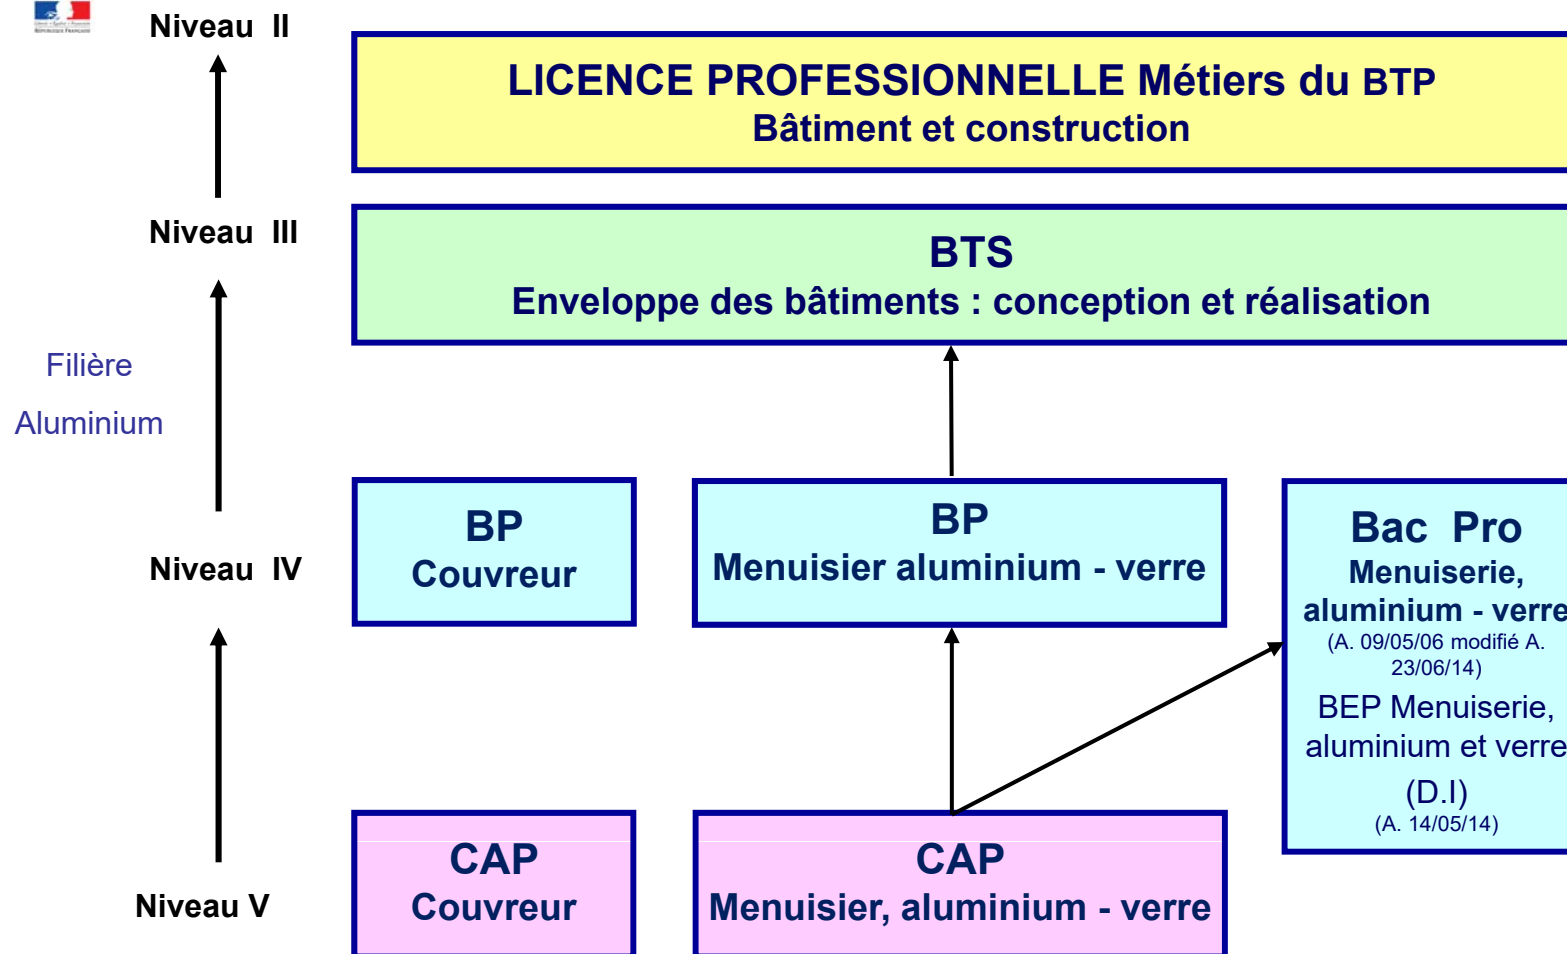 RÉPUBLIQUE FRANÇAISE
Niveau II
LICENCE PROFESSIONNELLE Métiers du BTP
Bâtiment et construction
Niveau III
BTS
Enveloppe des bâtiments : conception et réalisation
Filière
Aluminium
Niveau IV
BP
Couvreur
BP
Menuisier aluminium - verre
Bac Pro
Menuiserie,
aluminium - verre
(A. 09/05/06 modifié A.
23/06/14)
BEP Menuiserie,
aluminium et verre
(D.I)
(A. 14/05/14)
Niveau V
CAP
Couvreur
CAP
Menuisier, aluminium - verre